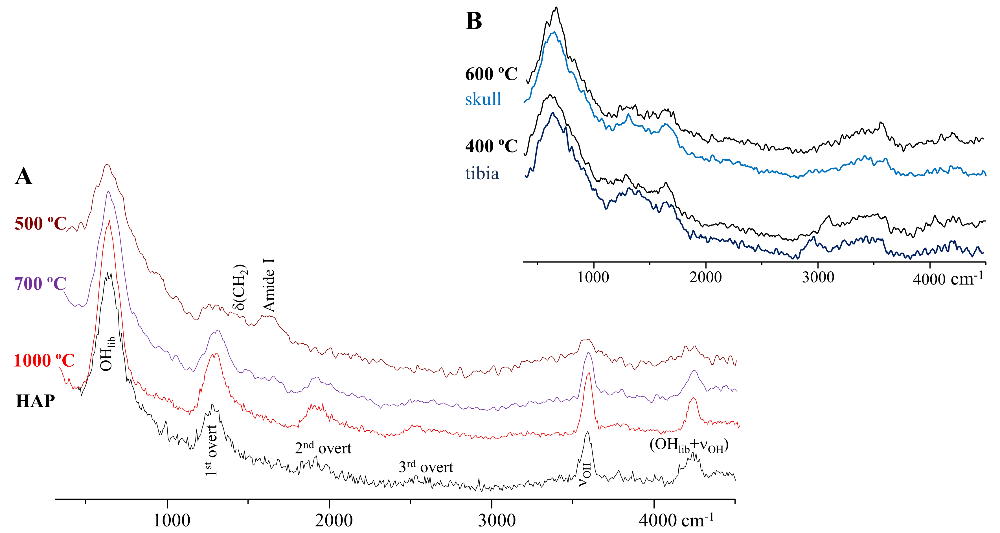 B
600 ºC
skull
400 ºC
tibia
1000 2000 3000 4000 cm-1
A
500 ºC
700 ºC
1000 ºC
HAP
OHlib
1st overt
δ(CH2)
Amide I
2nd overt
3rd overt
νOH
(OHlib+νOH)
1000 2000 3000 4000 cm-1